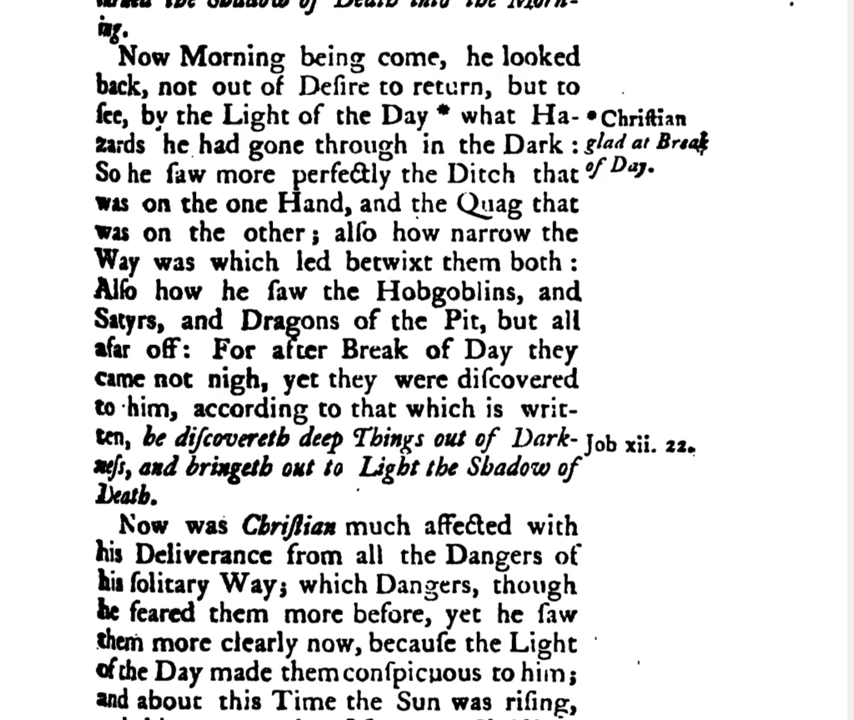 turned the Shadow of Death into the Morn-
ing.
Now Morning being come, he looked
back, not out of Deſire to return, but to
ſee, by the Light of the Day * what Ha-
zards he had gone through in the Dark :
So he ſaw more perfectly the Ditch that
was on the one Hand, and the Quag that
was on the other; alſo how narrow the
Way was which led betwixt them both :
Alſo how he ſaw the Hobgoblins, and
Satyrs, and Dragons of the Pit, but all
afar off: For after Break of Day they
came not nigh, yet they were diſcovered
to him, according to that which is writ-
ten, he diſcovereth deep Things out of Dark-
neſs, and bringeth out to Light the Shadow of
Death.
Now was Chriſtian much affected with
his Deliverance from all the Dangers of
his ſolitary Way; which Dangers, though
he feared them more before, yet he ſaw
them more clearly now, becauſe the Light
of the Day made them conſpicuous to him;
and about this Time the Sun was riſing,
* Chriſtian
glad at Break
of Day.
Job xii. 22.